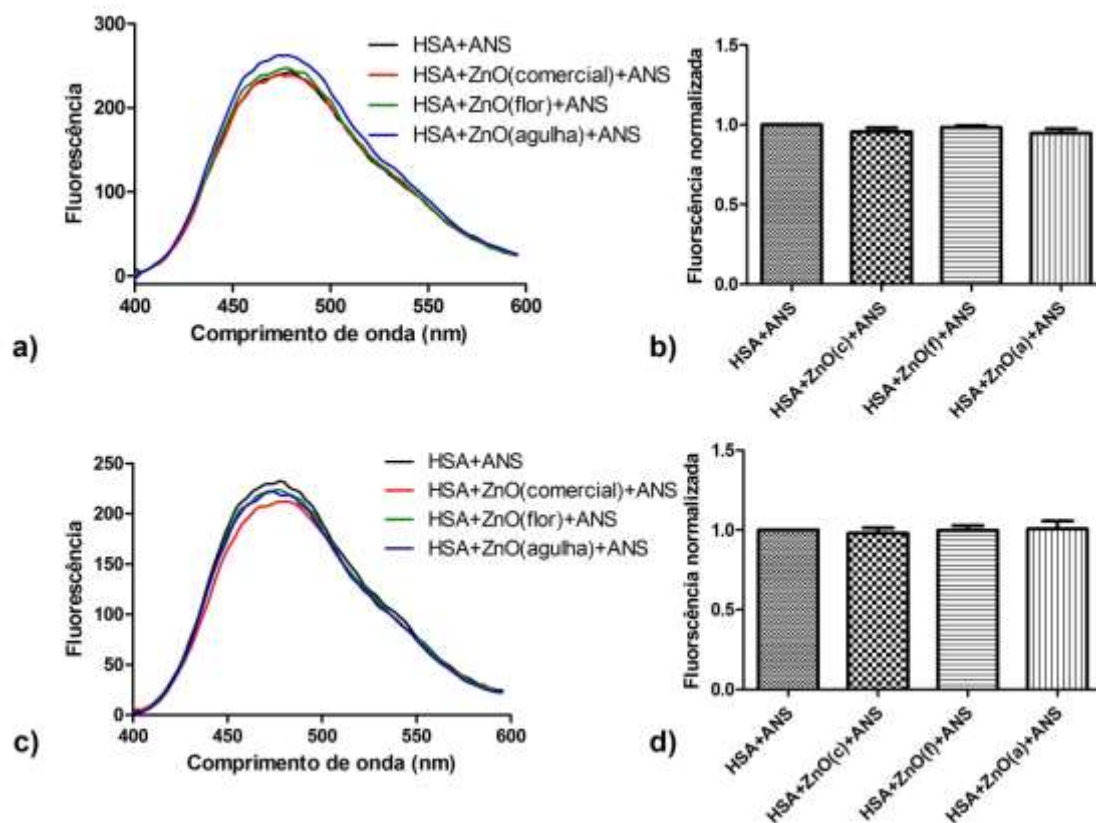 300
200
100
0
Fluorescência
400
450
500
550
600
Comprimento de onda (nm)
HSA+ANS
HSA+ZnO(comercial)+ANS
HSA+ZnO(flor)+ANS
HSA+ZnO(agulha)+ANS
a)
1.5
1.0
0.5
0.0
Fluorscência normalizada
HSA+ANS
HSA+ZnO(c)+ANS
HSA+ZnO(f)+ANS
HSA+ZnO(a)+ANS
b)
250
200
150
100
50
0
Fluorescência
400
450
500
550
600
Comprimento de onda (nm)
HSA+ANS
HSA+ZnO(comercial)+ANS
HSA+ZnO(flor)+ANS
HSA+ZnO(agulha)+ANS
c)
1.5
1.0
0.5
0.0
Fluorscência normalizada
HSA+ANS
HSA+ZnO(c)+ANS
HSA+ZnO(f)+ANS
HSA+ZnO(a)+ANS
d)